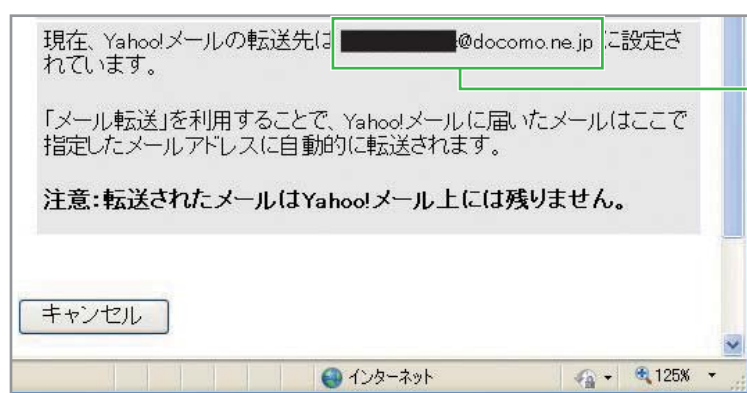 現在、Yahoo!メールの転送先は @docomo.ne.jp に設定さ
れています。
「メール転送」を利用することで、Yahoo!メールに届いたメールはここで
指定したメールアドレスに自動的に転送されます。
注意：転送されたメールはYahoo!メール上には残りません。
キャンセル
インターネット 125%